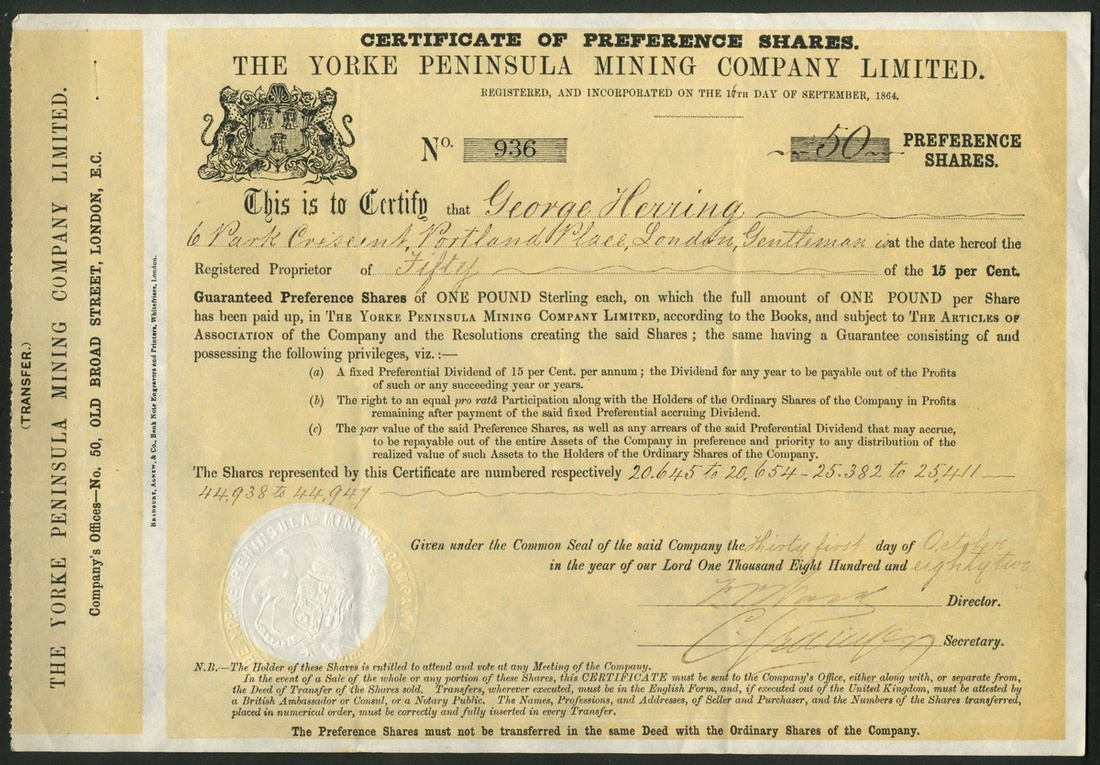 CERTIFICATE OF PREFERENCE SHARES.
THE YORKE PENINSULA MINING COMPANY LIMITED.
REGISTERED, AND INCORPORATED ON THE 17TH DAY OF SEPTEMBER, 1864.
No. 936
50 PREFERENCE
SHARES.
This is to Certify that George Herring
6 Park Crescent, Portland Place, London, Gentleman is at the date hereof the
Registered Proprietor of Fifty of the 15 per Cent.
Guaranteed Preference Shares of ONE POUND Sterling each, on which the full amount of ONE POUND per Share
has been paid up, in THE YORKE PENINSULA MINING COMPANY LIMITED, according to the Books, and subject to THE ARTICLES OF
ASSOCIATION of the Company and the Resolutions creating the said Shares; the same having a Guarantee consisting of and
possessing the following privileges, viz.:—
(a) A fixed Preferential Dividend of 15 per Cent. per annum; the Dividend for any year to be payable out of the Profits
of such or any succeeding year or years.
(b) The right to an equal pro ratâ Participation along with the Holders of the Ordinary Shares of the Company in Profits
remaining after payment of the said fixed Preferential accruing Dividend.
(c) The par value of the said Preference Shares, as well as any arrears of the said Preferential Dividend that may accrue,
to be repayable out of the entire Assets of the Company in preference and priority to any distribution of the
realized value of such Assets to the Holders of the Ordinary Shares of the Company.
The Shares represented by this Certificate are numbered respectively 20.645 to 20,654 - 25.382 to 25,411
44,938 to 44,947
Given under the Common Seal of the said Company the thirty first day of October
in the year of our Lord One Thousand Eight Hundred and eighty two
Director.
Secretary.
N.B.—The Holder of these Shares is entitled to attend and vote at any Meeting of the Company.
In the event of a Sale of the whole or any portion of these Shares, this CERTIFICATE must be sent to the Company's Office, either along with, or separate from,
the Deed of Transfer of the Shares sold. Transfers, wherever executed, must be in the English Form, and, if executed out of the United Kingdom, must be attested by
a British Ambassador or Consul, or a Notary Public. The Names, Professions, and Addresses, of Seller and Purchaser, and the Numbers of the Shares transferred,
placed in numerical order, must be correctly and fully inserted in every Transfer.
The Preference Shares must not be transferred in the same Deed with the Ordinary Shares of the Company.
(TRANSFER.)
THE YORKE PENINSULA MINING COMPANY LIMITED.
Company's Offices—No. 50, OLD BROAD STREET, LONDON, E.C.
BRADBURY, AGNEW, & CO., Bank Note Engravers and Printers, Whitefriars, London.
THE YORKE PENINSULA MINING COMPANY